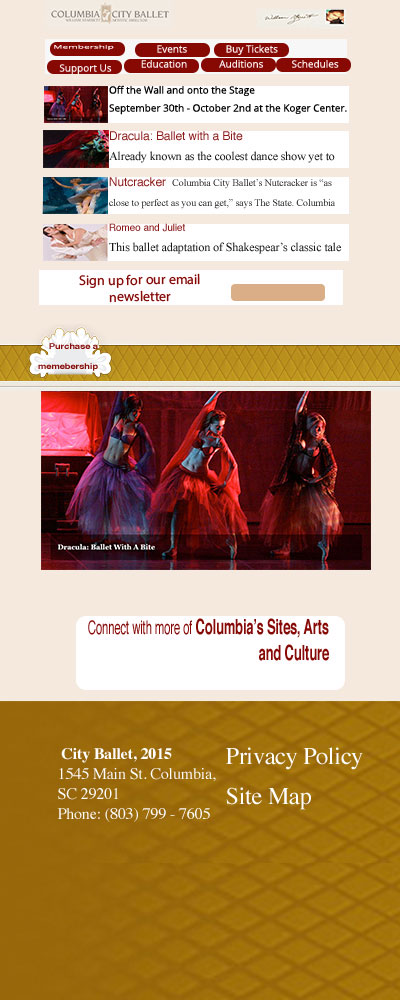 COLUMBIA CITY BALLET
Membership
Events
Buy Tickets
Support Us
Education
Auditions
Schedules
Off the Wall and onto the Stage
September 30th - October 2nd at the Koger Center.
Dracula: Ballet with a Bite
Already known as the coolest dance show yet to
Nutcracker Columbia City Ballet’s Nutcracker is “as
close to perfect as you can get,” says The State. Columbia
Romeo and Juliet
This ballet adaptation of Shakespear’s classic tale
Sign up for our email
newsletter
Purchase a
memebership
Dracula: Ballet With A Bite
Connect with more of Columbia’s Sites, Arts
and Culture
City Ballet, 2015
1545 Main St. Columbia,
SC 29201
Phone: (803) 799 - 7605
Privacy Policy
Site Map